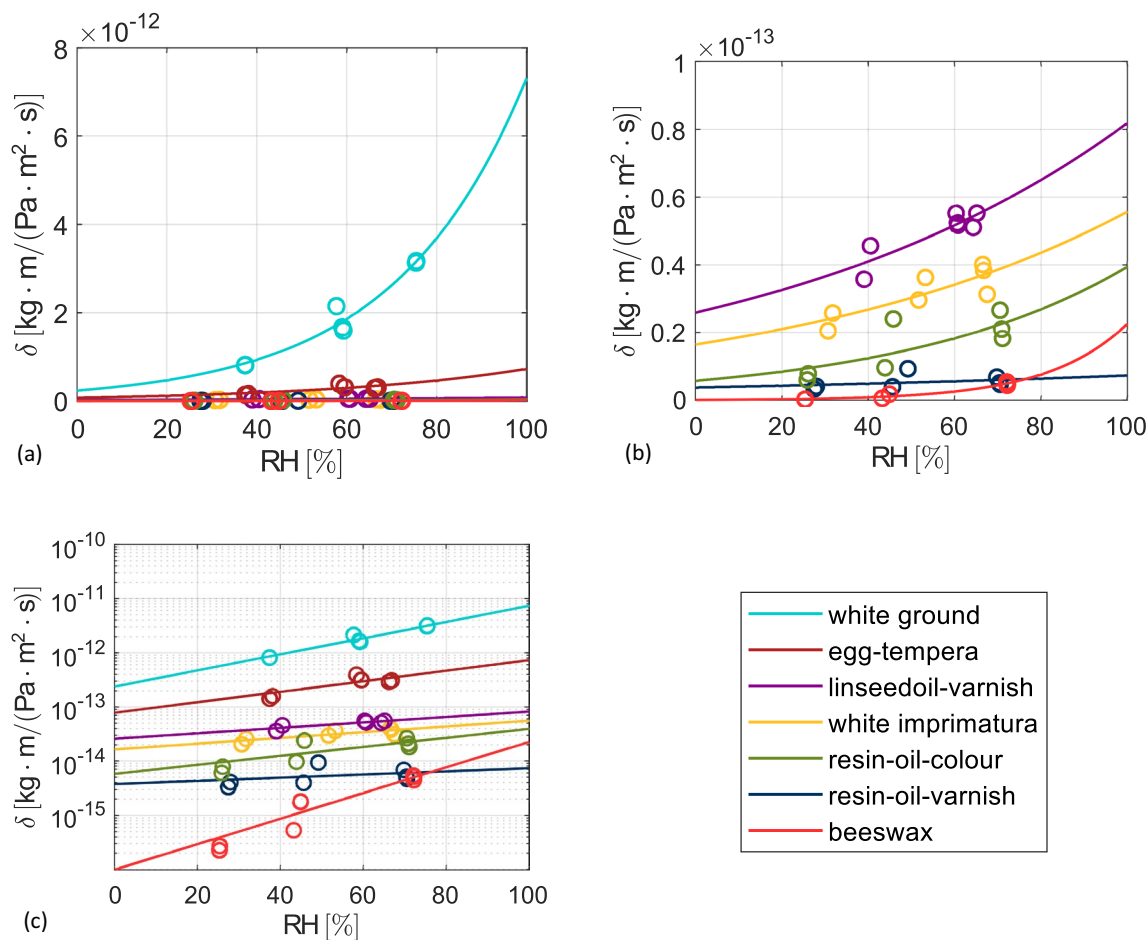 ×10⁻¹²
8
6
4
2
0
δ [kg · m/(Pa · m² · s)]
0 20 40 60 80 100
RH [%]
(a)
×10⁻¹³
1
0.8
0.6
0.4
0.2
0
δ [kg · m/(Pa · m² · s)]
0 20 40 60 80 100
RH [%]
(b)
10⁻¹⁰
10⁻¹¹
10⁻¹²
10⁻¹³
10⁻¹⁴
10⁻¹⁵
δ [kg · m/(Pa · m² · s)]
0 20 40 60 80 100
RH [%]
(c)
white ground
egg-tempera
linseedoil-varnish
white imprimatura
resin-oil-colour
resin-oil-varnish
beeswax